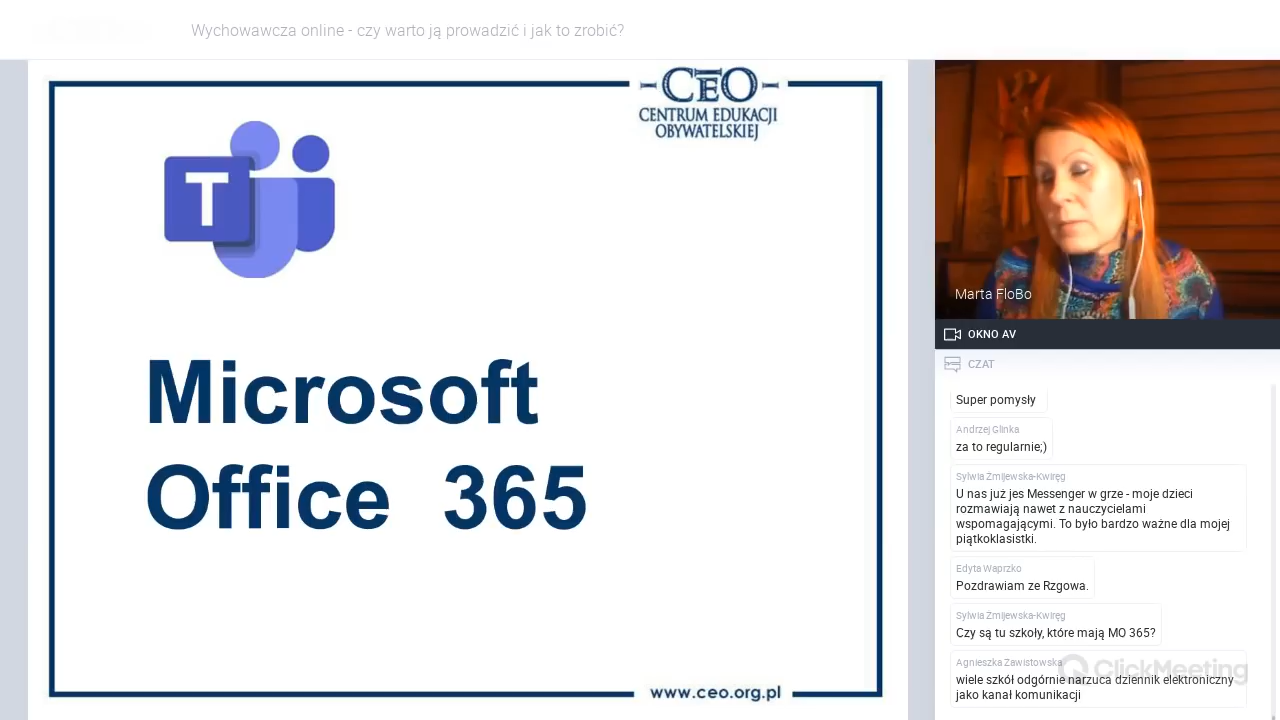 Wychowawcza online - czy warto ją prowadzić i jak to zrobić?
CEO
CENTRUM EDUKACJI
OBYWATELSKIEJ
T
Microsoft
Office 365
www.ceo.org.pl
Marta FloBo
OKNO AV
CZAT
Super pomysły
Andrzej Glinka
za to regularnie;)
Sylwia Żmijewska-Kwiręg
U nas już jes Messenger w grze - moje dzieci
rozmawiają nawet z nauczycielami
wspomagającymi. To było bardzo ważne dla mojej
piątkoklasistki.
Edyta Waprzko
Pozdrawiam ze Rzgowa.
Sylwia Żmijewska-Kwiręg
Czy są tu szkoły, które mają MO 365?
Agnieszka Zawistowska
wiele szkół odgórnie narzuca dziennik elektroniczny
jako kanał komunikacji
ClickMeeting